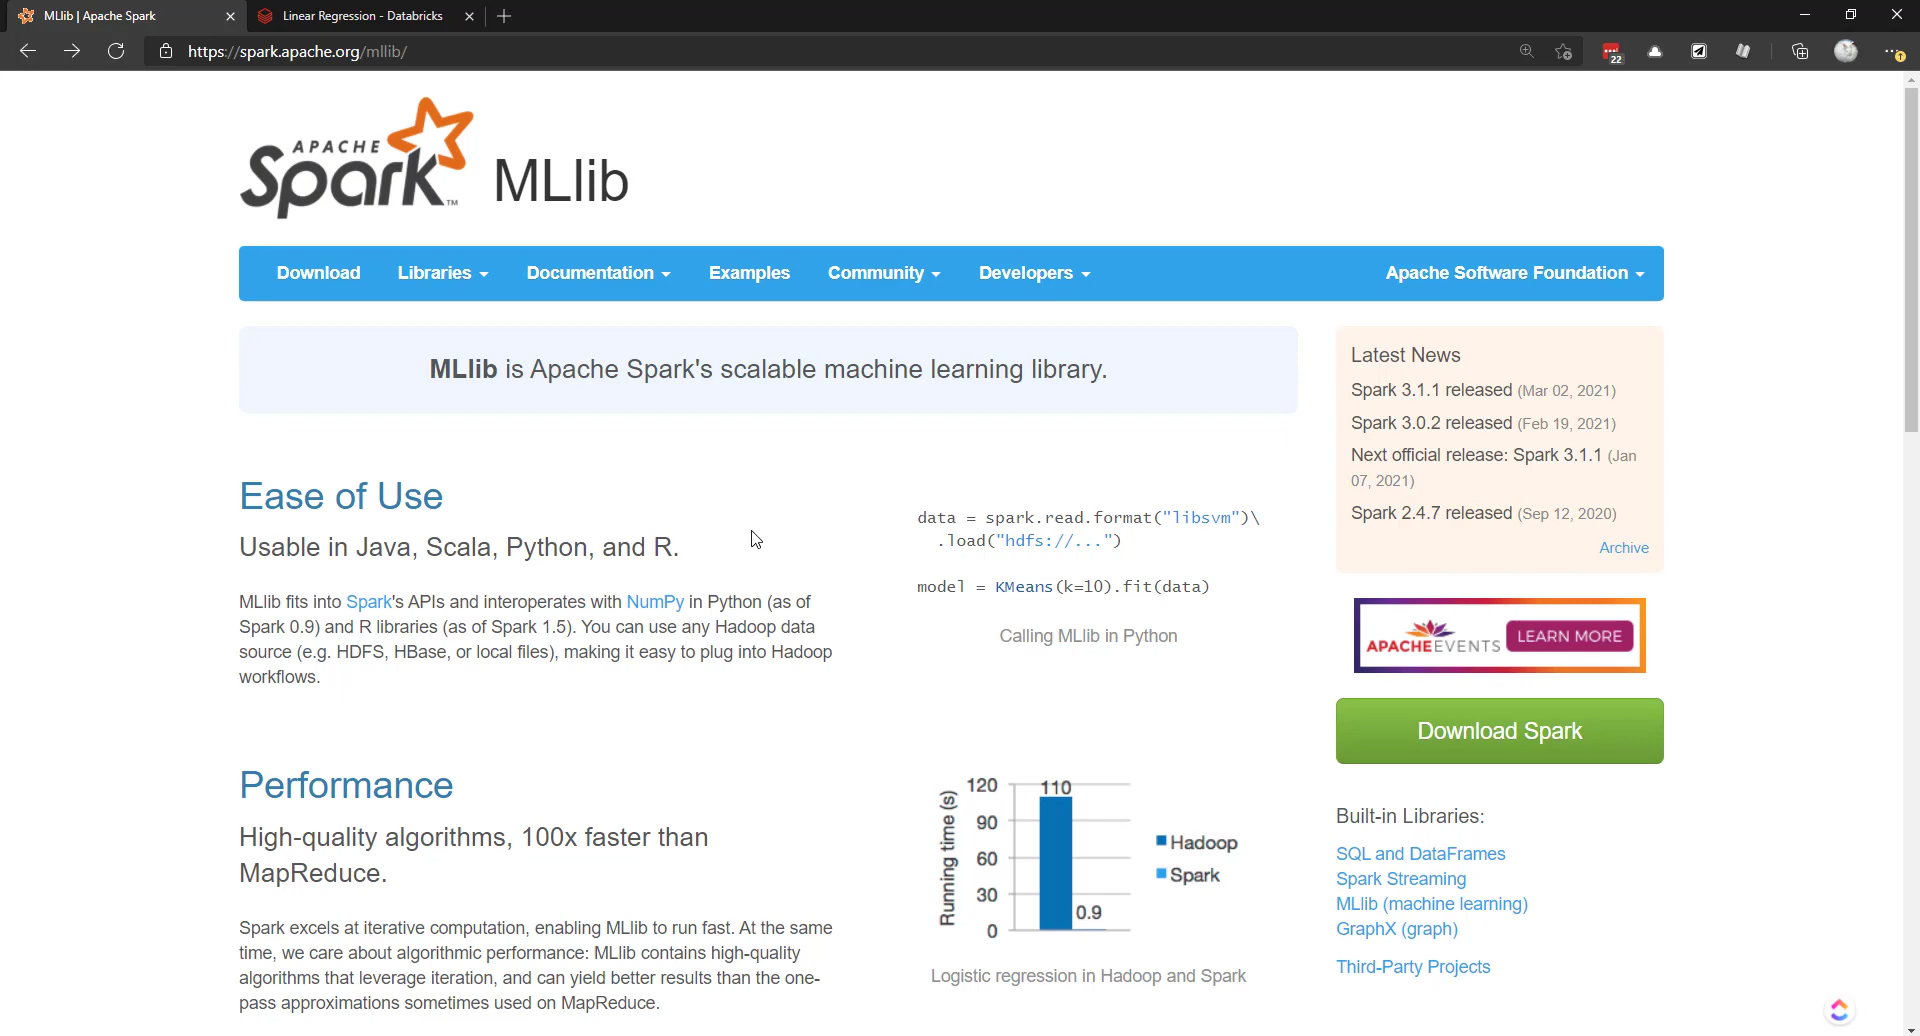 MLlib | Apache Spark
Linear Regression - Databricks
https://spark.apache.org/mllib/
22
APACHE
Spark™ MLlib
Download Libraries Documentation Examples Community Developers Apache Software Foundation
MLlib is Apache Spark's scalable machine learning library.
Ease of Use
Usable in Java, Scala, Python, and R.
MLlib fits into Spark's APIs and interoperates with NumPy in Python (as of
Spark 0.9) and R libraries (as of Spark 1.5). You can use any Hadoop data
source (e.g. HDFS, HBase, or local files), making it easy to plug into Hadoop
workflows.
data = spark.read.format("libsvm")\
.load("hdfs://...")
model = KMeans(k=10).fit(data)
Calling MLlib in Python
Performance
High-quality algorithms, 100x faster than
MapReduce.
Spark excels at iterative computation, enabling MLlib to run fast. At the same
time, we care about algorithmic performance: MLlib contains high-quality
algorithms that leverage iteration, and can yield better results than the one-
pass approximations sometimes used on MapReduce.
Running time (s)
120
90
60
30
0
110
0.9
Hadoop
Spark
Logistic regression in Hadoop and Spark
Latest News
Spark 3.1.1 released (Mar 02, 2021)
Spark 3.0.2 released (Feb 19, 2021)
Next official release: Spark 3.1.1 (Jan
07, 2021)
Spark 2.4.7 released (Sep 12, 2020)
Archive
APACHEEVENTS LEARN MORE
Download Spark
Built-in Libraries:
SQL and DataFrames
Spark Streaming
MLlib (machine learning)
GraphX (graph)
Third-Party Projects